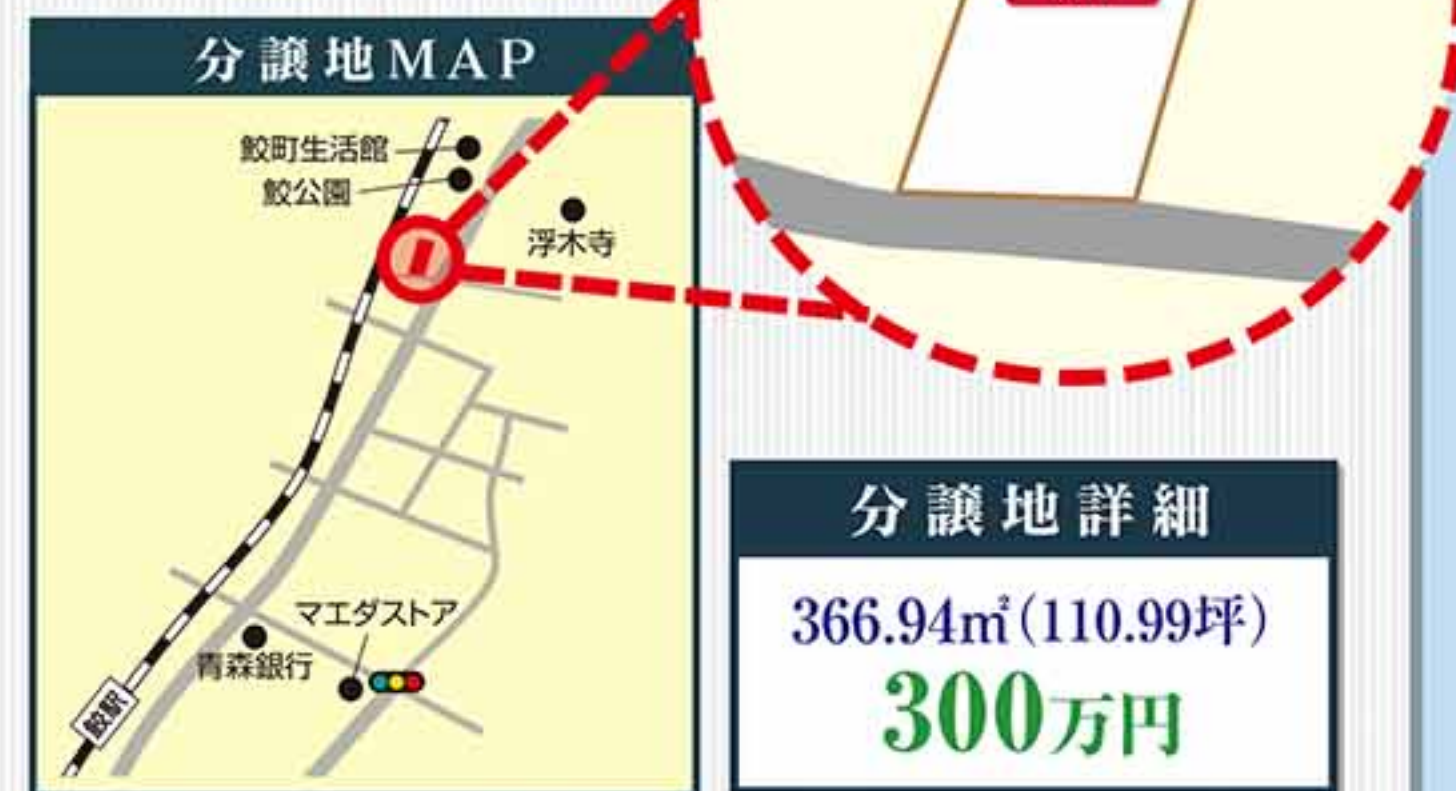 分譲地MAP
鮫町生活館
鮫公園
浮木寺
マエダストア
青森銀行
鮫駅
分譲地詳細
366.94㎡(110.99坪)
300万円